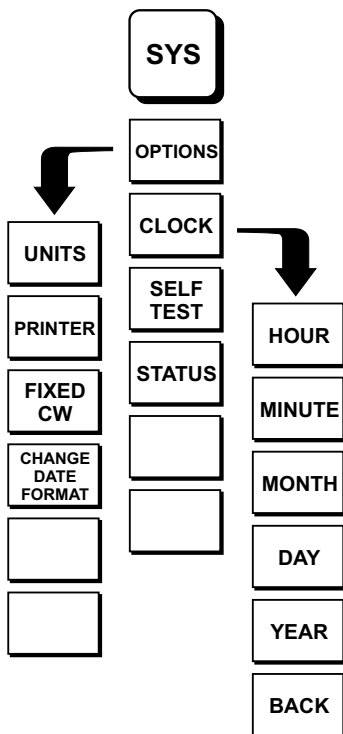 SYS
OPTIONS
CLOCK
SELF
TEST
STATUS
UNITS
PRINTER
FIXED
CW
CHANGE
DATE
FORMAT
HOUR
MINUTE
MONTH
DAY
YEAR
BACK